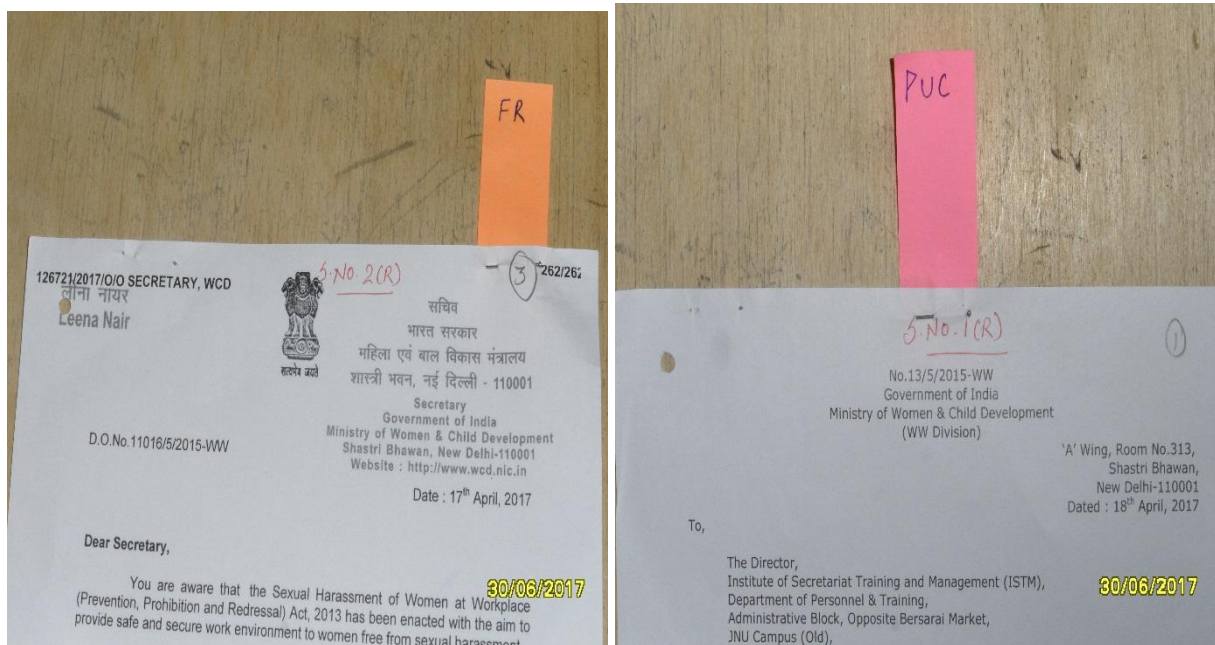 FR
S.No.2(R)
3
126721/2017/O/O SECRETARY, WCD
262/262
लीना नायर
Leena Nair
सत्यमेव जयते
सचिव
भारत सरकार
महिला एवं बाल विकास मंत्रालय
शास्त्री भवन, नई दिल्ली - 110001
Secretary
Government of India
Ministry of Women & Child Development
Shastri Bhawan, New Delhi-110001
Website : http://www.wcd.nic.in
D.O.No.11016/5/2015-WW
Date : 17th April, 2017
Dear Secretary,
You are aware that the Sexual Harassment of Women at Workplace
(Prevention, Prohibition and Redressal) Act, 2013 has been enacted with the aim to
provide safe and secure work environment to women free from sexual harassment
30/06/2017
PUC
S.No.1(R)
1
No.13/5/2015-WW
Government of India
Ministry of Women & Child Development
(WW Division)
'A' Wing, Room No.313,
Shastri Bhawan,
New Delhi-110001
Dated : 18th April, 2017
To,
The Director,
Institute of Secretariat Training and Management (ISTM),
Department of Personnel & Training,
Administrative Block, Opposite Bersarai Market,
JNU Campus (Old),
30/06/2017